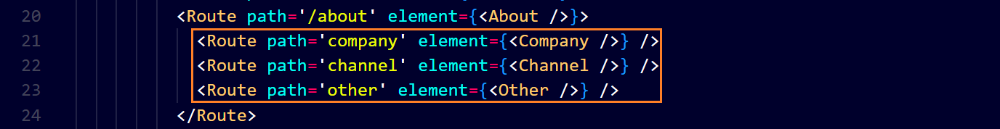 20 <Route path='/about' element={<About />}>
21 <Route path='company' element={<Company />} />
22 <Route path='channel' element={<Channel />} />
23 <Route path='other' element={<Other />} />
24 </Route>